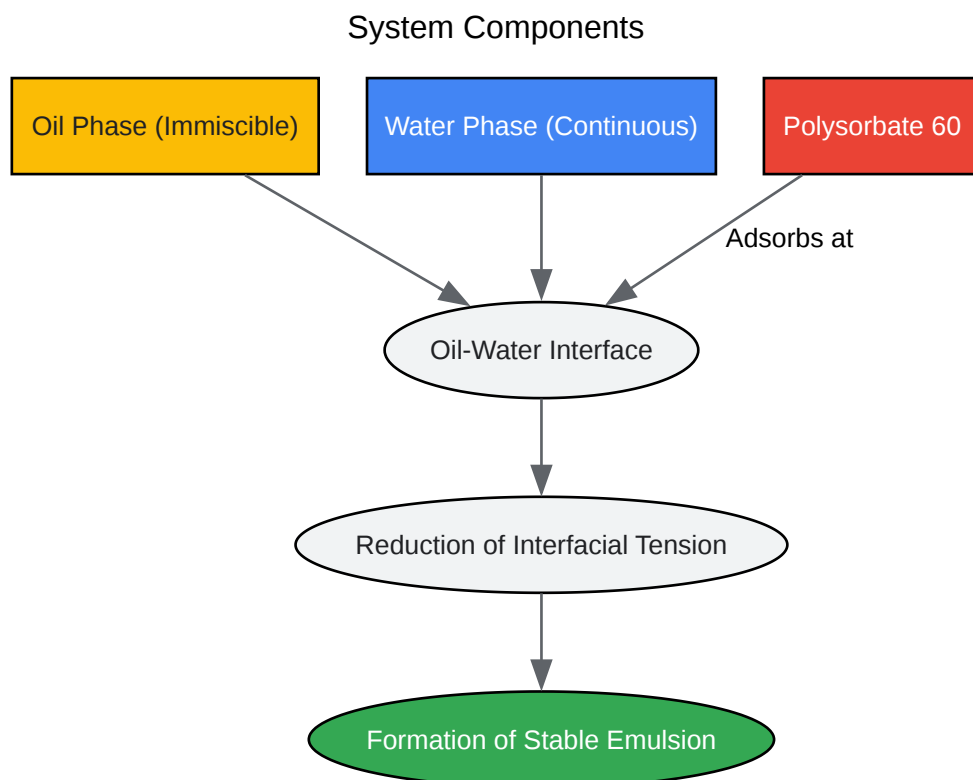 System Components
Oil Phase (Immiscible)
Water Phase (Continuous)
Polysorbate 60
Adsorbs at
Oil-Water Interface
Reduction of Interfacial Tension
Formation of Stable Emulsion